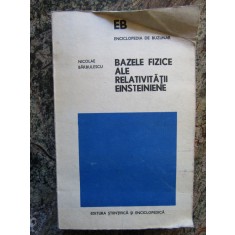 EB
ENCICLOPEDIA DE BUZUNAR
NICOLAE
BĂRBULESCU
BAZELE FIZICE
ALE
RELATIVITĂŢII
EINSTEINIENE
EDITURA ŞTIINŢIFICĂ ŞI ENCICLOPEDICĂ